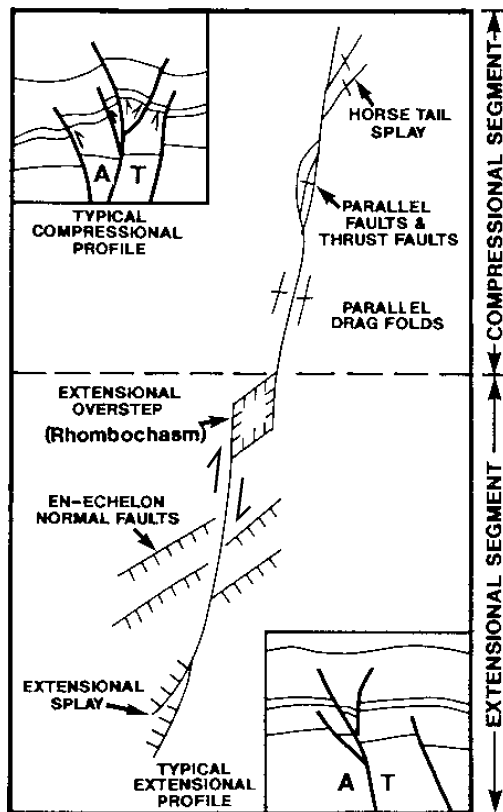 A T
TYPICAL
COMPRESSIONAL
PROFILE
HORSE TAIL
SPLAY
PARALLEL
FAULTS &
THRUST FAULTS
PARALLEL
DRAG FOLDS
COMPRESSIONAL SEGMENT
EXTENSIONAL
OVERSTEP
(Rhombochasm)
EN-ECHELON
NORMAL FAULTS
EXTENSIONAL
SPLAY
TYPICAL
EXTENSIONAL
PROFILE
A T
EXTENSIONAL SEGMENT